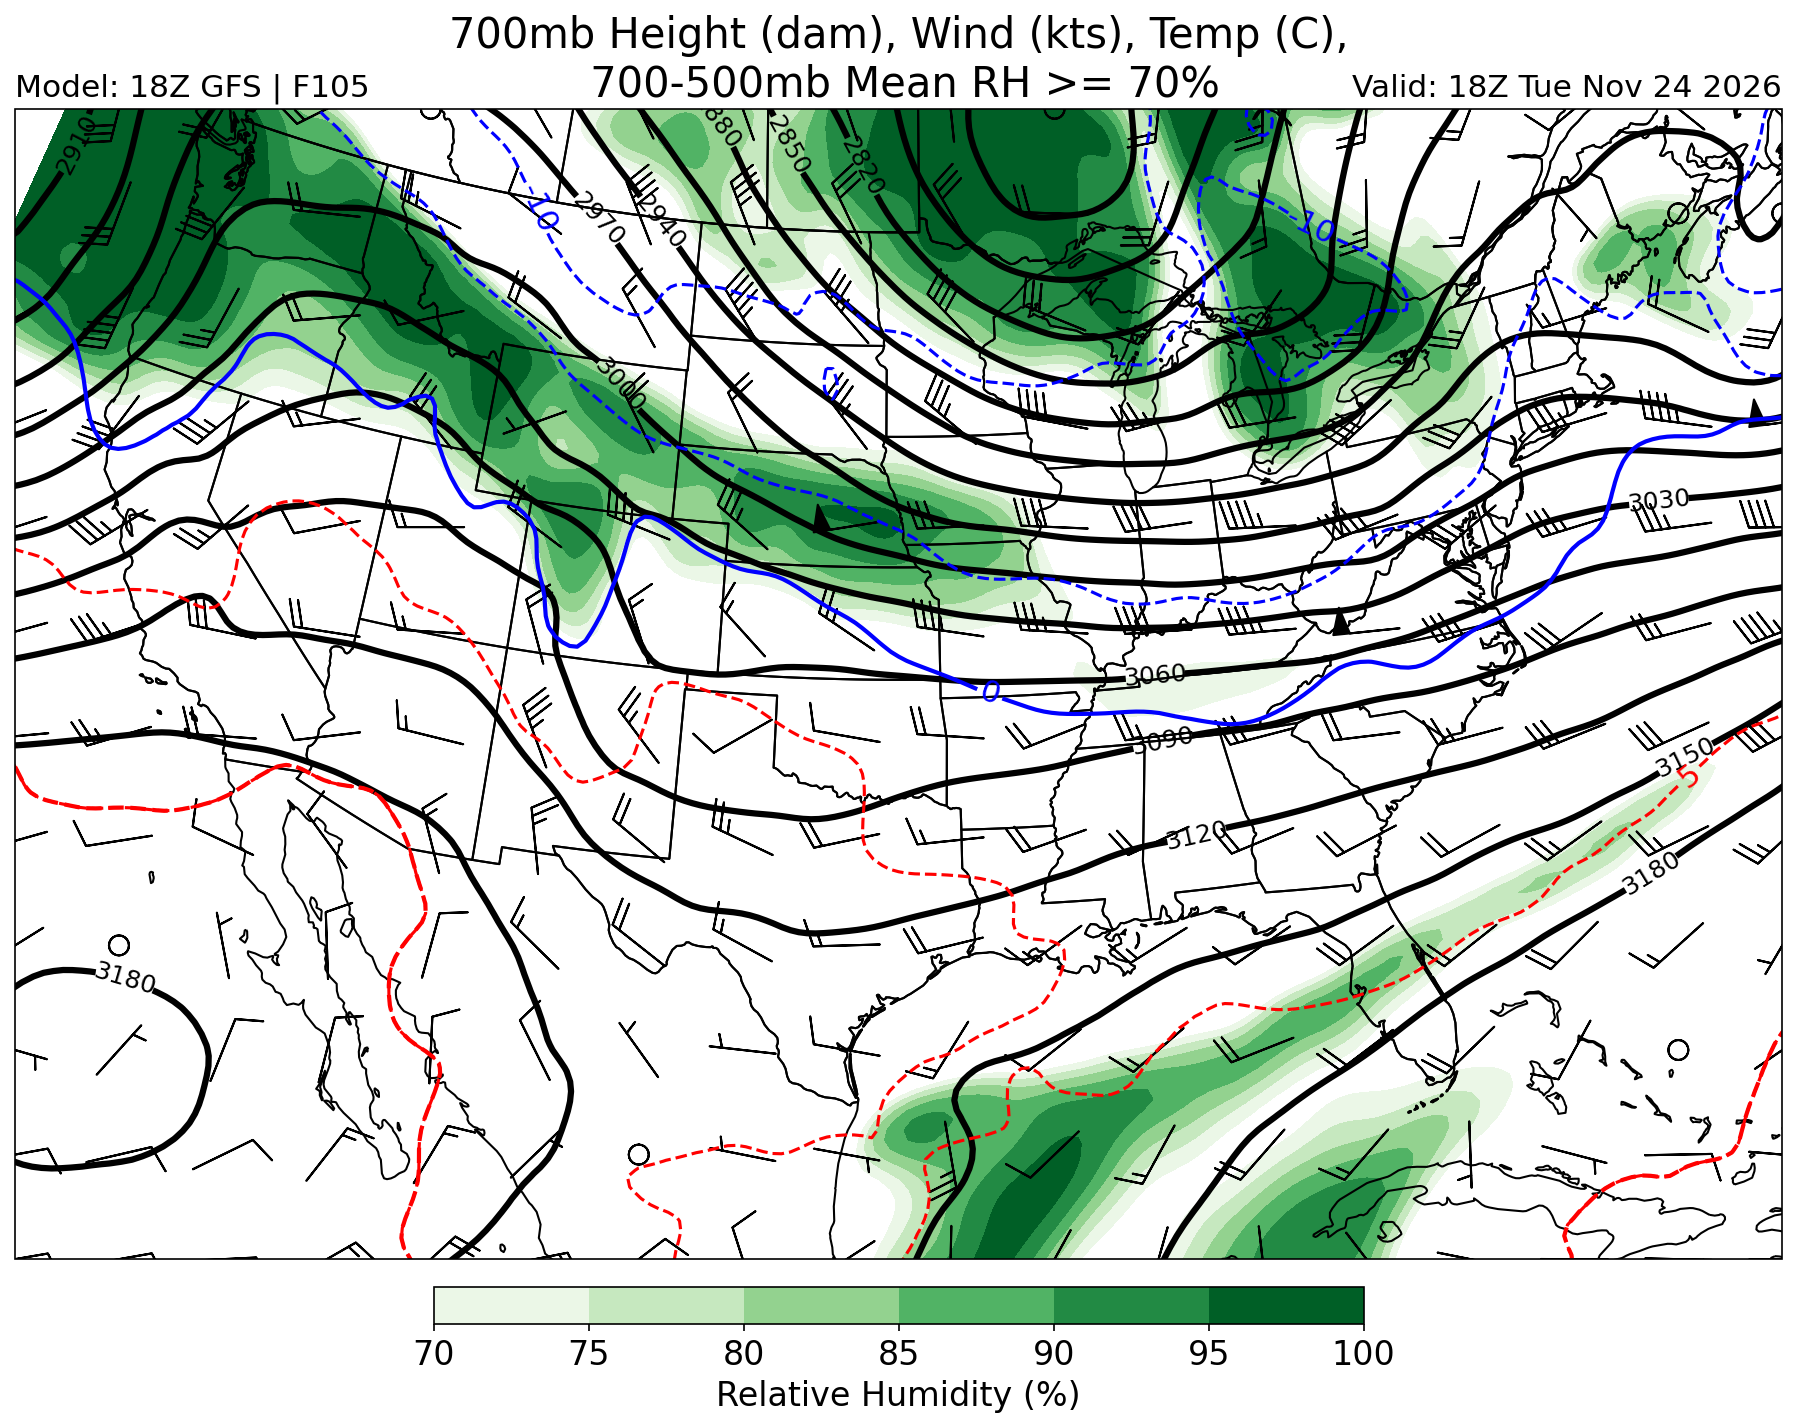 700mb Height (dam), Wind (kts), Temp (C),
700-500mb Mean RH >= 70%
Model: 18Z GFS | F105
Valid: 18Z Tue Nov 24 2026
2910
2850
2820
2970
2940
-10
-10
3000
3030
3060
0
3090
3150
5
3120
3180
3180
70 75 80 85 90 95 100
Relative Humidity (%)